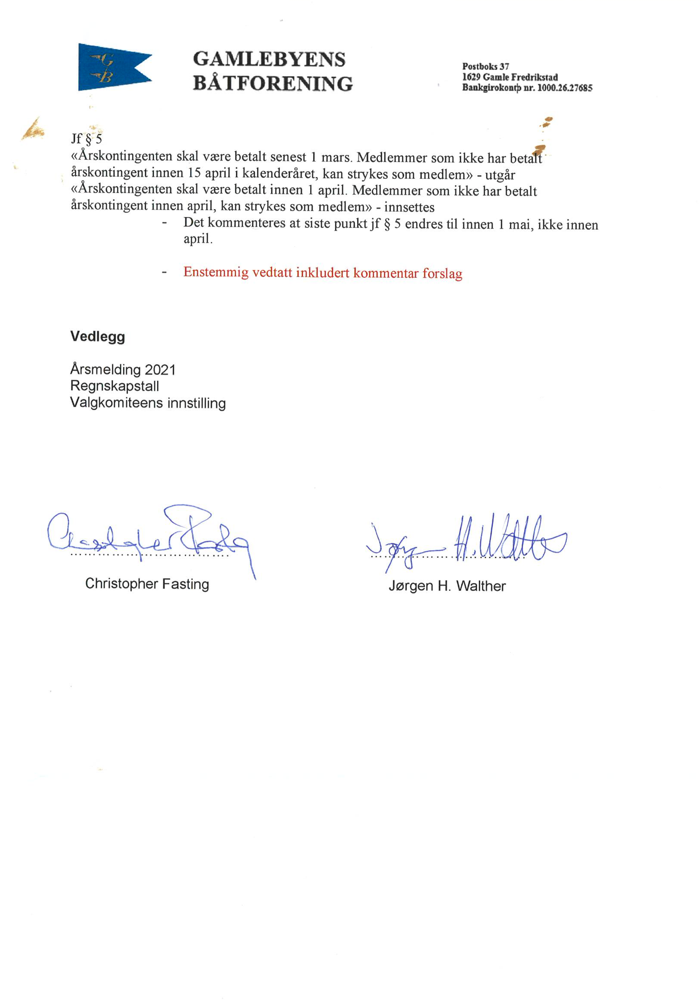 G
B
GAMLEBYENS
BÅTFORENING
Postboks 37
1629 Gamle Fredrikstad
Bankgirokonto nr. 1000.26.27685
Jf § 5
«Årskontingenten skal være betalt senest 1 mars. Medlemmer som ikke har betalt
årskontingent innen 15 april i kalenderåret, kan strykes som medlem» - utgår
«Årskontingenten skal være betalt innen 1 april. Medlemmer som ikke har betalt
årskontingent innen april, kan strykes som medlem» - innsettes
- Det kommenteres at siste punkt jf § 5 endres til innen 1 mai, ikke innen
april.
- Enstemmig vedtatt inkludert kommentar forslag
Vedlegg
Årsmelding 2021
Regnskapstall
Valgkomiteens innstilling
Christopher Fasting
Jørgen H. Walther
Christopher Fasting
Jørgen H. Walther